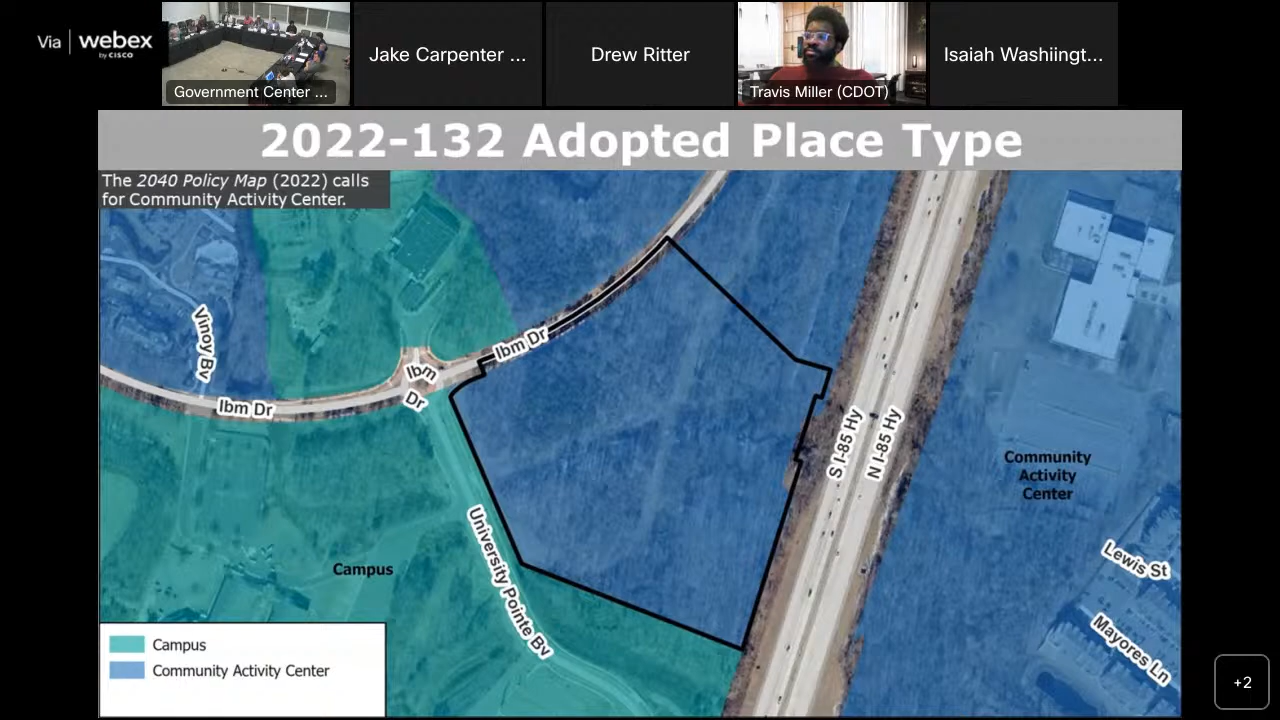 Via | webex
by CISCO
Government Center ...
Jake Carpenter ...
Drew Ritter
Travis Miller (CDOT)
Isaiah Washiingt...
2022-132 Adopted Place Type
The 2040 Policy Map (2022) calls
for Community Activity Center.
Vinoy Bv
Ibm Dr
Ibm
Dr
Ibm Dr
S I-85 Hy
N I-85 Hy
Community
Activity
Center
University Pointe Bv
Campus
Lewis St
Mayores Ln
Campus
Community Activity Center
+2